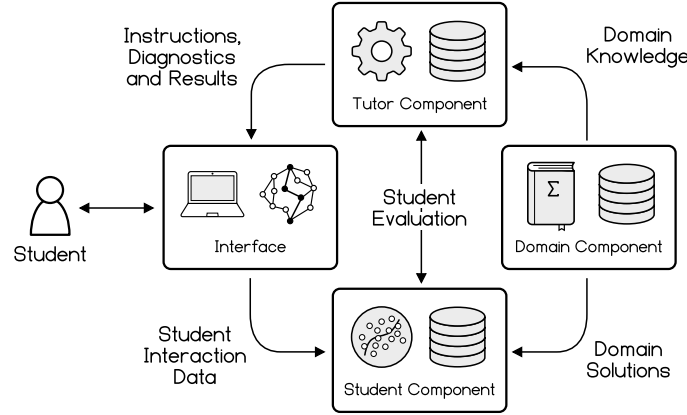 Instructions,
Diagnostics
and Results
Tutor Component
Domain
Knowledge
Student
Interface
Student
Evaluation
Σ
Domain Component
Student
Interaction
Data
Student Component
Domain
Solutions